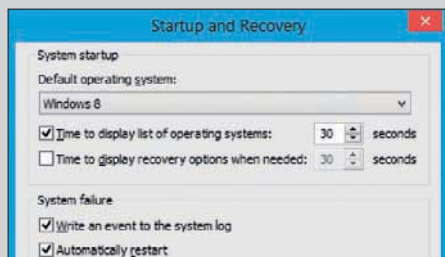 Startup and Recovery
System startup
Default operating system:
Windows 8
Time to display list of operating systems: 30 seconds
Time to display recovery options when needed: 30 seconds
System failure
Write an event to the system log
Automatically restart